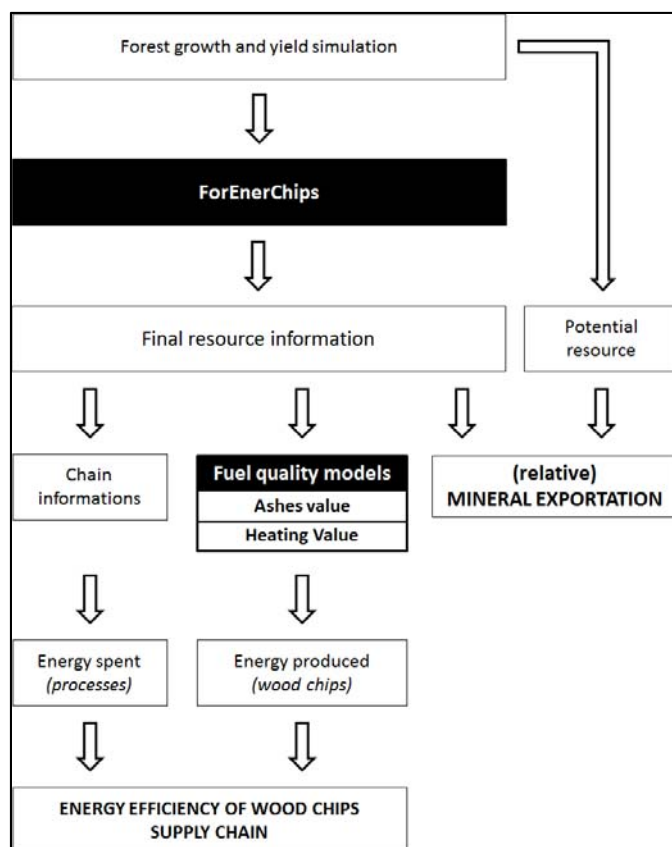 Forest growth and yield simulation
ForEnerChips
Final resource information
Potential
resource
Chain
informations
Fuel quality models
Ashes value
Heating Value
(relative)
MINERAL EXPORTATION
Energy spent
(processes)
Energy produced
(wood chips)
ENERGY EFFICIENCY OF WOOD CHIPS
SUPPLY CHAIN